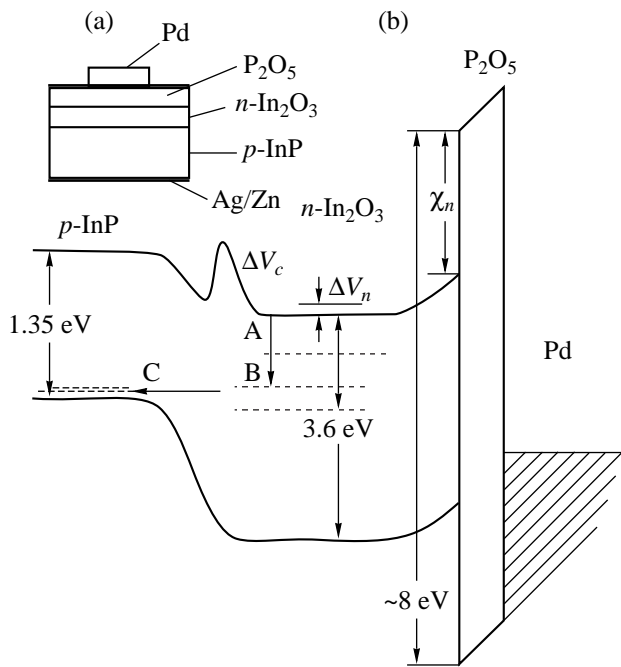 (a)
Pd
P₂O₅
n-In₂O₃
p-InP
Ag/Zn
(b)
P₂O₅
χₙ
n-In₂O₃
p-InP
ΔV_c
ΔVₙ
1.35 eV
A
B
C
3.6 eV
Pd
~8 eV